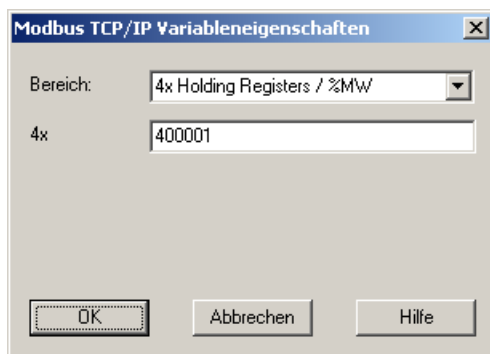 Modbus TCP/IP Variableneigenschaften
Bereich: 4x Holding Registers / %MW
4x 400001
OK Abbrechen Hilfe